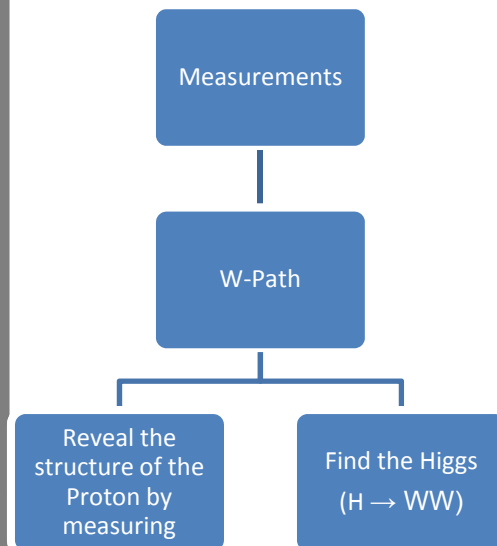 Measurements
W-Path
Reveal the
structure of the
Proton by
measuring
Find the Higgs
(H → WW)